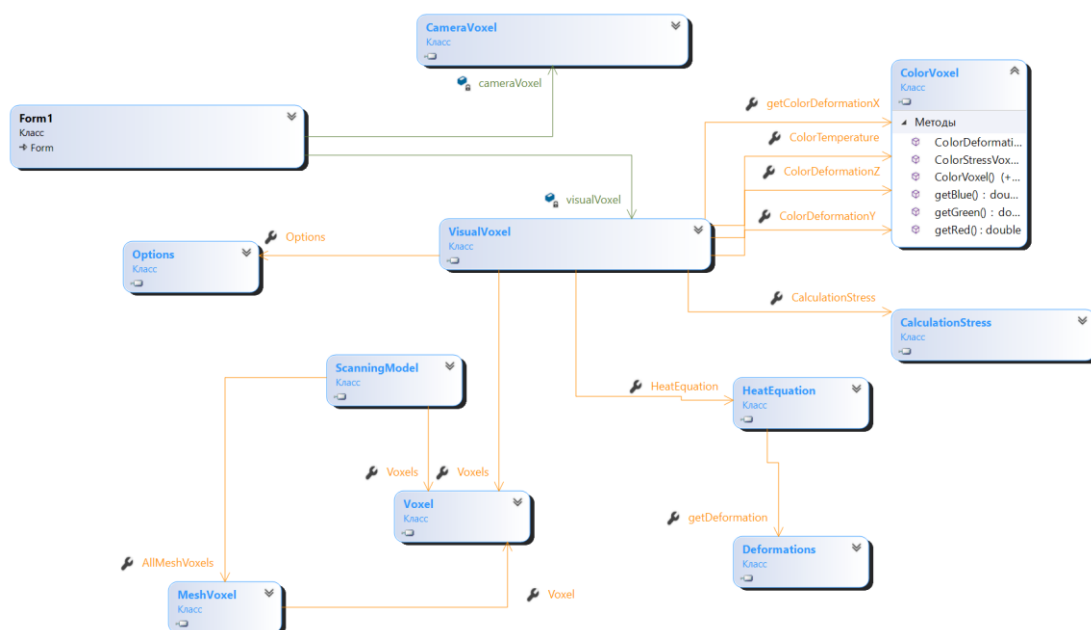 CameraVoxel
Класс
cameraVoxel
ColorVoxel
Класс
Методы
ColorDeformati...
ColorStressVox...
ColorVoxel() (+...
getBlue() : dou...
getGreen() : do...
getRed() : double
getColorDeformationX
ColorTemperature
ColorDeformationZ
ColorDeformationY
Form1
Класс
Form
visualVoxel
VisualVoxel
Класс
Options
Options
Класс
CalculationStress
CalculationStress
Класс
ScanningModel
Класс
HeatEquation
HeatEquation
Класс
Voxels
Voxels
Voxel
Класс
getDeformation
Deformations
Класс
AllMeshVoxels
MeshVoxel
Класс
Voxel